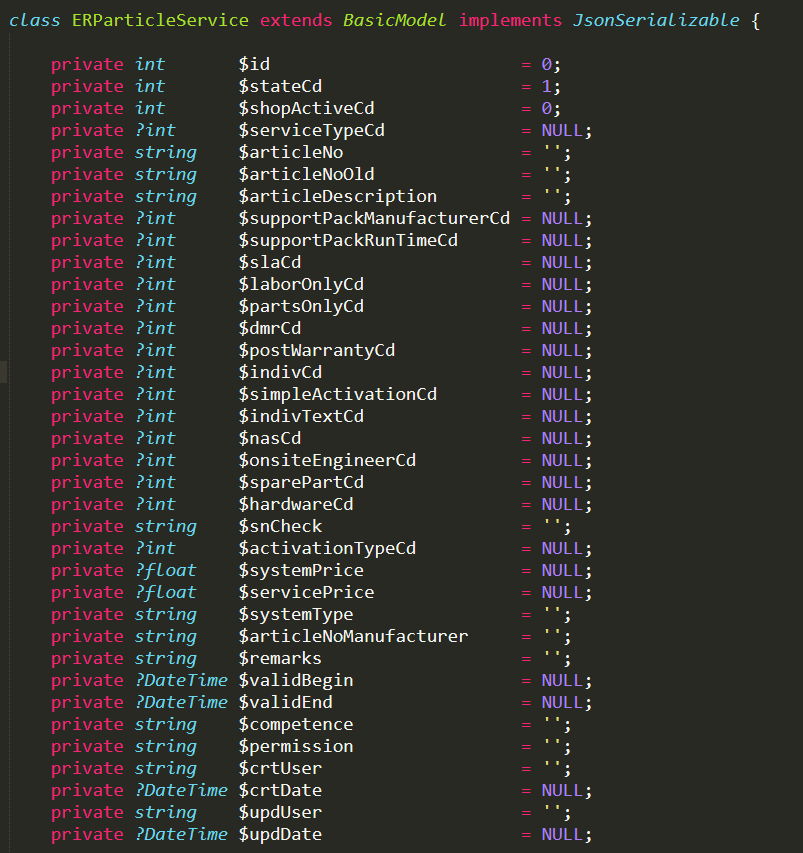 class ERParticleService extends BasicModel implements JsonSerializable {
private int $id = 0;
private int $stateCd = 1;
private int $shopActiveCd = 0;
private ?int $serviceTypeCd = NULL;
private string $articleNo = '';
private string $articleNoOld = '';
private string $articleDescription = '';
private ?int $supportPackManufacturerCd = NULL;
private ?int $supportPackRunTimeCd = NULL;
private ?int $slaCd = NULL;
private ?int $laborOnlyCd = NULL;
private ?int $partsOnlyCd = NULL;
private ?int $dmrCd = NULL;
private ?int $postWarrantyCd = NULL;
private ?int $indivCd = NULL;
private ?int $simpleActivationCd = NULL;
private ?int $indivTextCd = NULL;
private ?int $nasCd = NULL;
private ?int $onsiteEngineerCd = NULL;
private ?int $sparePartCd = NULL;
private ?int $hardwareCd = NULL;
private string $snCheck = '';
private ?int $activationTypeCd = NULL;
private ?float $systemPrice = NULL;
private ?float $servicePrice = NULL;
private string $systemType = '';
private string $articleNoManufacturer = '';
private string $remarks = '';
private ?DateTime $validBegin = NULL;
private ?DateTime $validEnd = NULL;
private string $competence = '';
private string $permission = '';
private string $crtUser = '';
private ?DateTime $crtDate = NULL;
private string $updUser = '';
private ?DateTime $updDate = NULL;